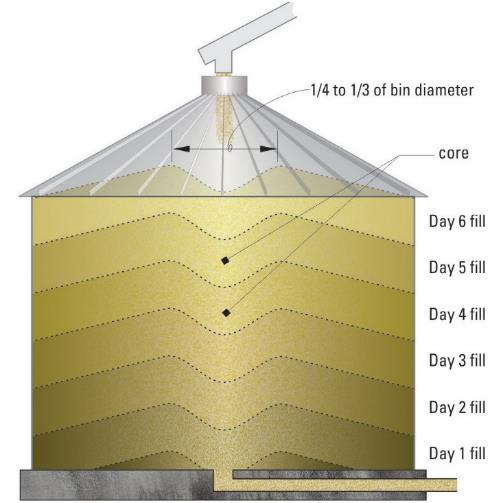 1/4 to 1/3 of bin diameter
core
Day 6 fill
Day 5 fill
Day 4 fill
Day 3 fill
Day 2 fill
Day 1 fill